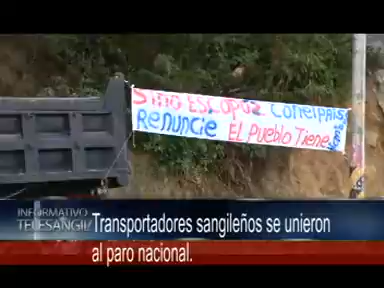 Si no Es capaz Con el PAIS
Renuncie El Pueblo Tiene
INFORMATIVO
TELESANGIL
Transportadores sangileños se unieron
al paro nacional.